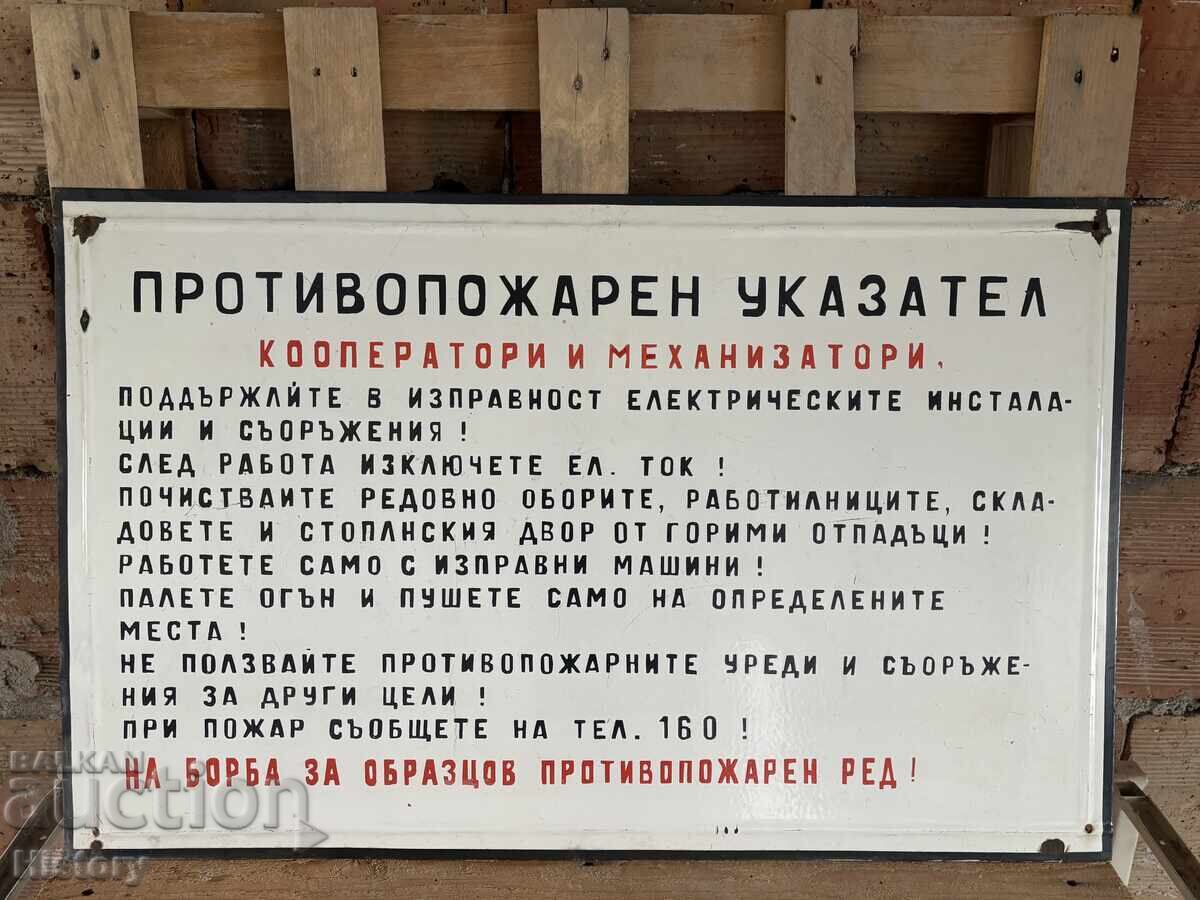 ПРОТИВОПОЖАРЕН УКАЗАТЕЛ
КООПЕРАТОРИ И МЕХАНИЗАТОРИ,
ПОДДЪРЖАЙТЕ В ИЗПРАВНОСТ ЕЛЕКТРИЧЕСКИТЕ ИНСТАЛА-
ЦИИ И СЪОРЪЖЕНИЯ!
СЛЕД РАБОТА ИЗКЛЮЧЕТЕ ЕЛ. ТОК!
ПОЧИСТВАЙТЕ РЕДОВНО ОБОРИТЕ, РАБОТИЛНИЦИТЕ, СКЛА-
ДОВЕТЕ И СТОПАНСКИЯ ДВОР ОТ ГОРИМИ ОТПАДЪЦИ!
РАБОТЕТЕ САМО С ИЗПРАВНИ МАШИНИ!
ПАЛЕТЕ ОГЪН И ПУШЕТЕ САМО НА ОПРЕДЕЛЕНИТЕ
МЕСТА!
НЕ ПОЛЗВАЙТЕ ПРОТИВОПОЖАРНИТЕ УРЕДИ И СЪОРЪЖЕ-
НИЯ ЗА ДРУГИ ЦЕЛИ!
ПРИ ПОЖАР СЪОБЩЕТЕ НА ТЕЛ. 160!
НА БОРБА ЗА ОБРАЗЦОВ ПРОТИВОПОЖАРЕН РЕД!
BALKAN
auction
History